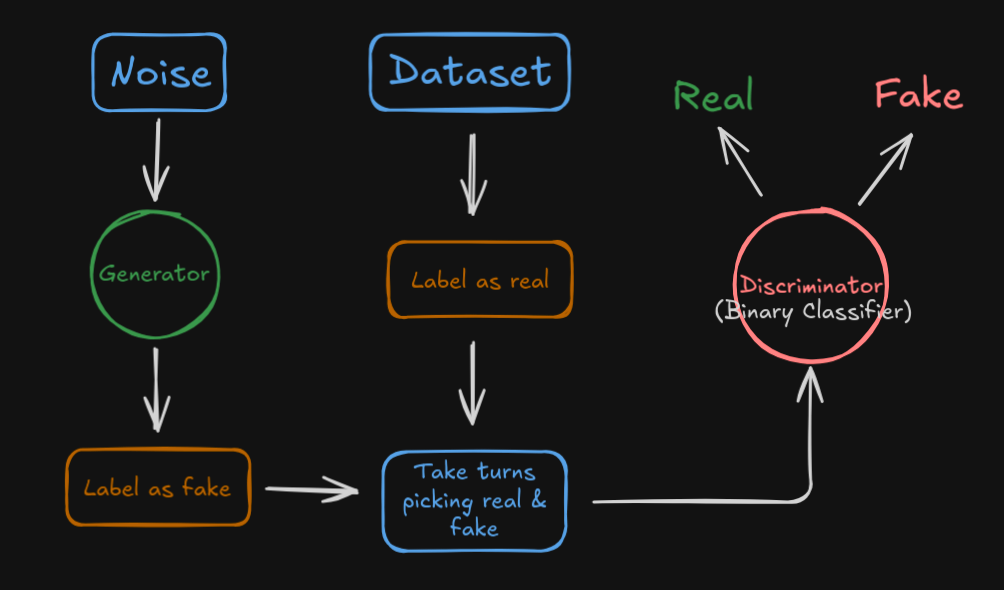 Noise
Dataset
Real
Fake
Generator
Label as real
Discriminator
(Binary Classifier)
Label as fake
Take turns
picking real &
fake